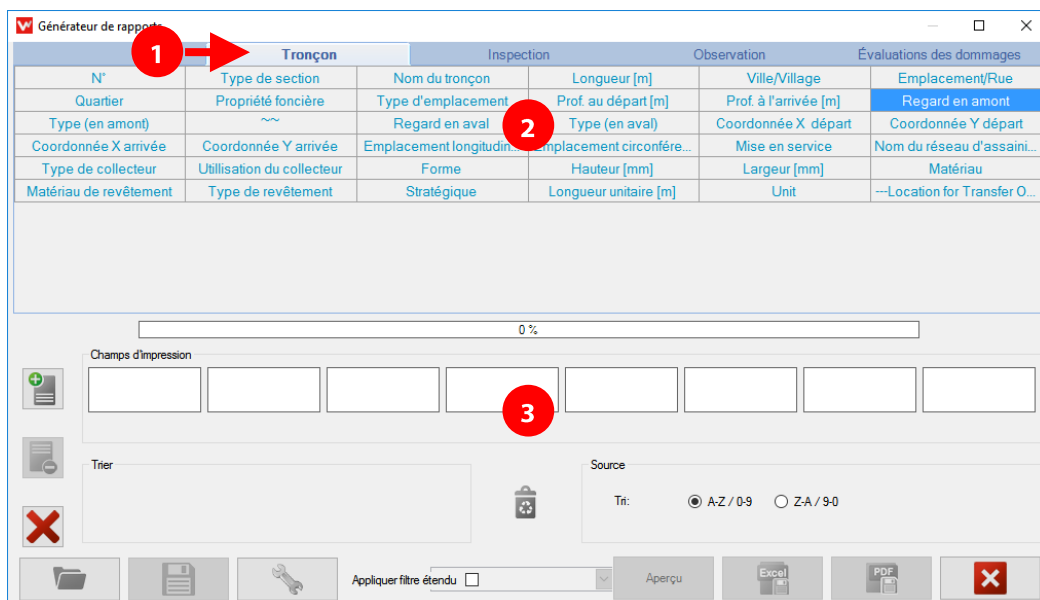 Générateur de rapports
1
Tronçon Inspection Observation Évaluations des dommages
N° Type de section Nom du tronçon Longueur [m] Ville/Village Emplacement/Rue
Quartier Propriété foncière Type d'emplacement Prof. au départ [m] Prof. à l'arrivée [m] Regard en amont
Type (en amont) ~~ Regard en aval 2 Type (en aval) Coordonnée X départ Coordonnée Y départ
Coordonnée X arrivée Coordonnée Y arrivée Emplacement longitudin... Emplacement circonfére... Mise en service Nom du réseau d'assaini...
Type de collecteur Utilisation du collecteur Forme Hauteur [mm] Largeur [mm] Matériau
Matériau de revêtement Type de revêtement Stratégique Longueur unitaire [m] Unit ---Location for Transfer O...
0 %
Champs d'impression
3
Trier Source
Tri: A-Z / 0-9 Z-A / 9-0
Appliquer filtre étendu Aperçu Excel PDF